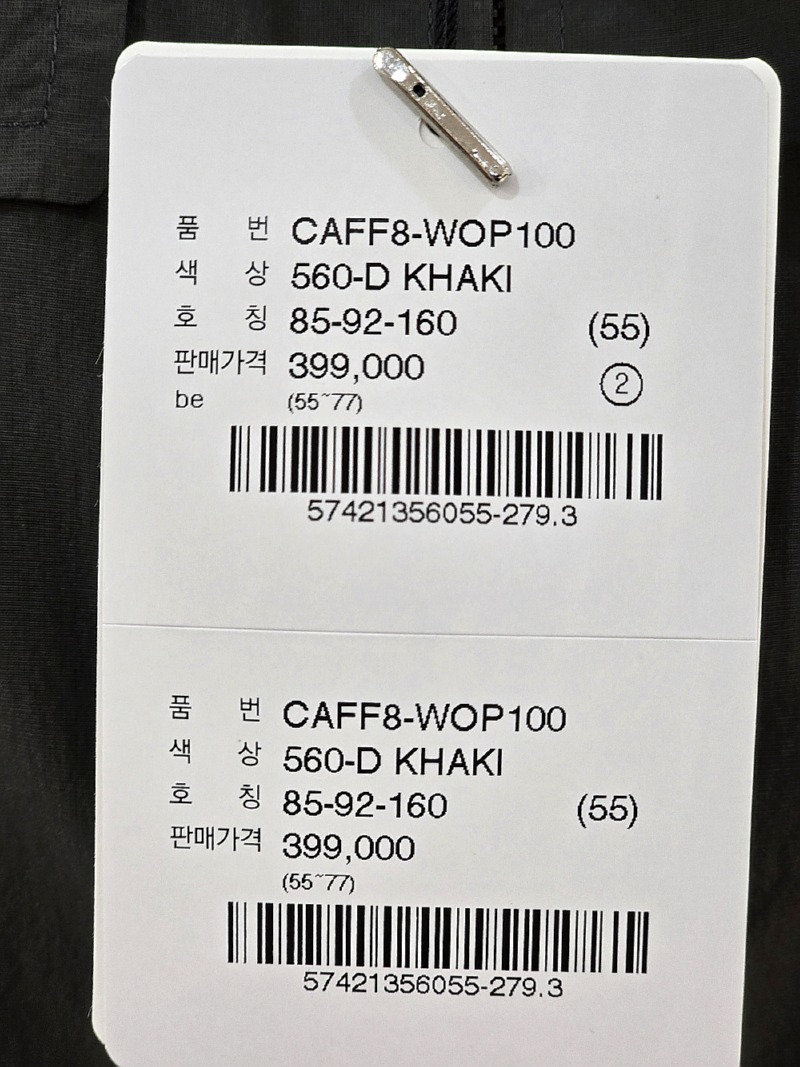 품 번 CAFF8-WOP100
색 상 560-D KHAKI
호 칭 85-92-160 (55)
판매가격 399,000 ②
be (55~77)
57421356055-279.3
품 번 CAFF8-WOP100
색 상 560-D KHAKI
호 칭 85-92-160 (55)
판매가격 399,000
(55~77)
57421356055-279.3